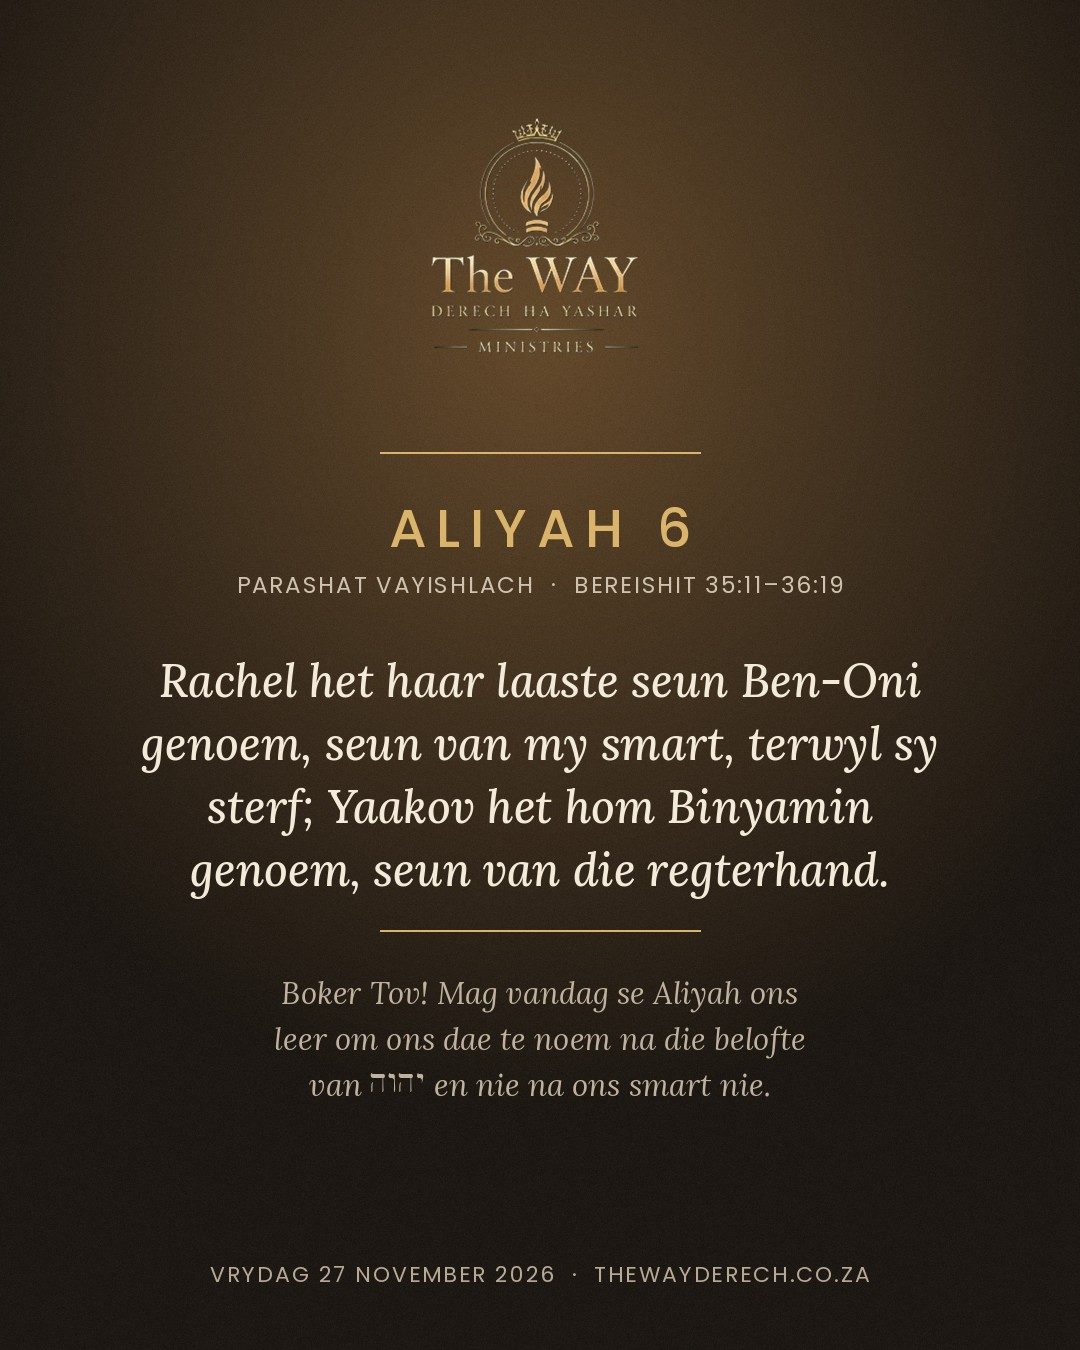 The WAY
DERECH HA YASHAR
MINISTRIES
ALIYAH 6
PARASHAT VAYISHLACH · BEREISHIT 35:11–36:19
Rachel het haar laaste seun Ben-Oni
genoem, seun van my smart, terwyl sy
sterf; Yaakov het hom Binyamin
genoem, seun van die regterhand.
Boker Tov! Mag vandag se Aliyah ons
leer om ons dae te noem na die belofte
van יהוה en nie na ons smart nie.
VRYDAG 27 NOVEMBER 2026 · THEWAYDERECH.CO.ZA